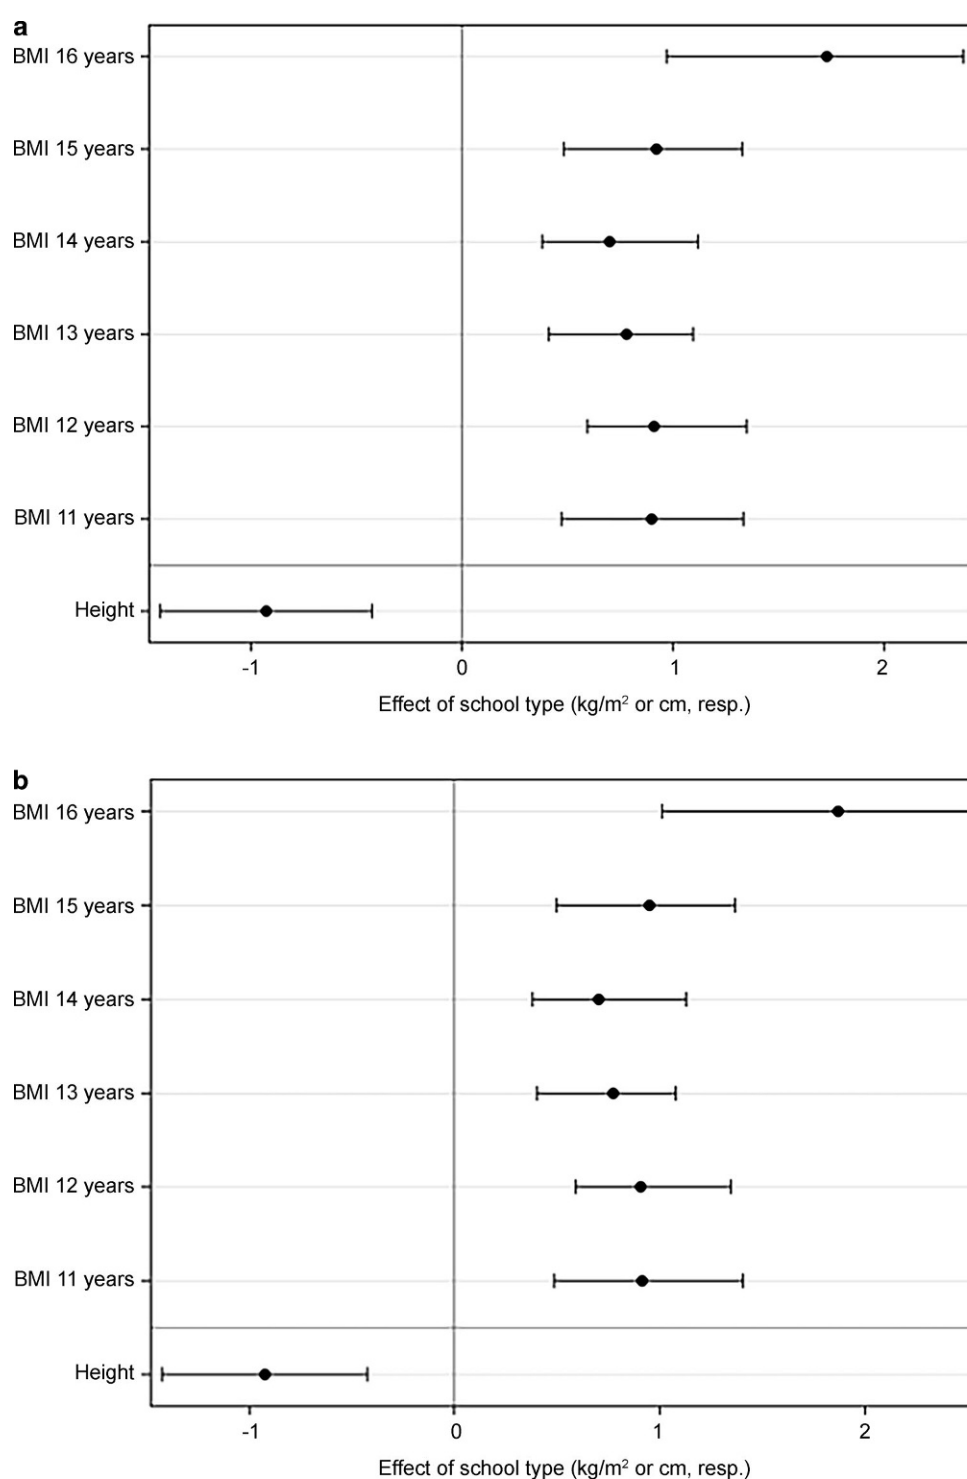 a
BMI 16 years
BMI 15 years
BMI 14 years
BMI 13 years
BMI 12 years
BMI 11 years
Height
-1 0 1 2
Effect of school type (kg/m² or cm, resp.)
b
BMI 16 years
BMI 15 years
BMI 14 years
BMI 13 years
BMI 12 years
BMI 11 years
Height
-1 0 1 2
Effect of school type (kg/m² or cm, resp.)